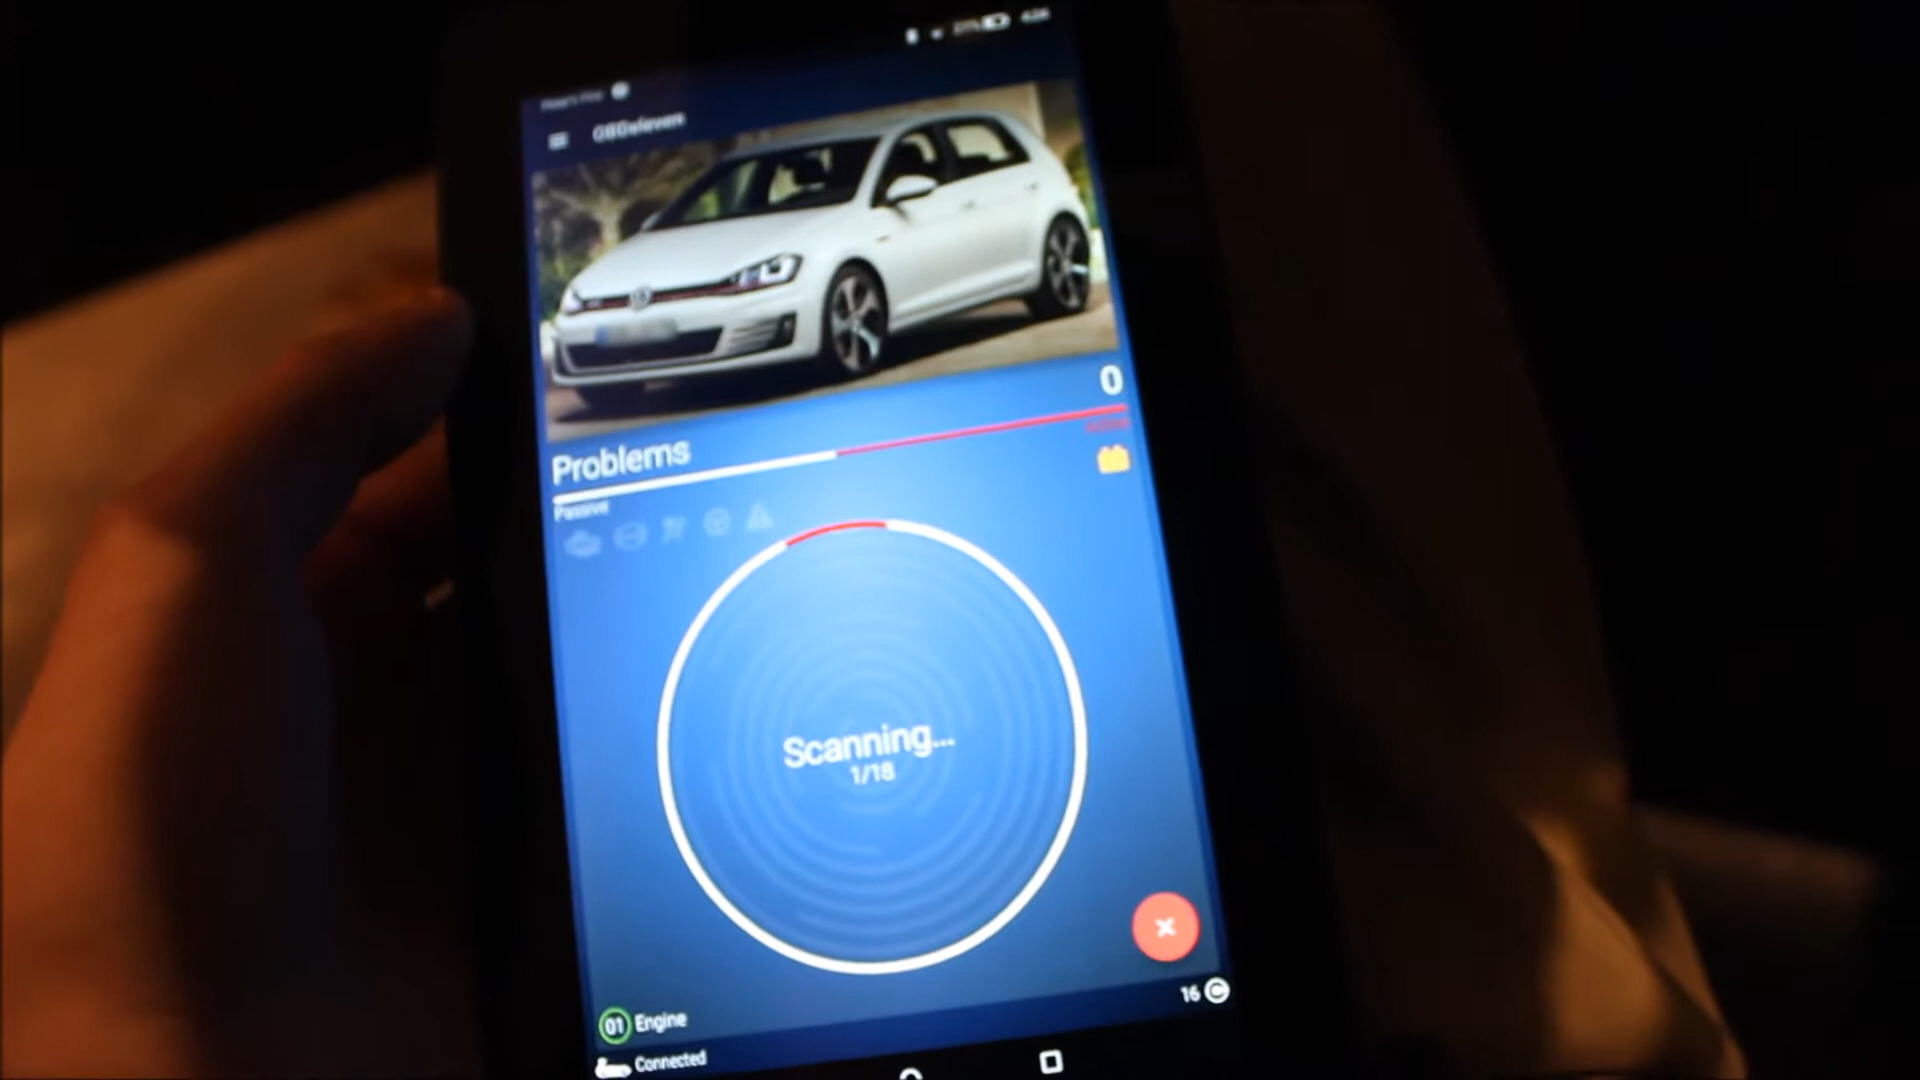 OBDeleven
0
Problems
Passive
Scanning...
1/18
16 C
01 Engine
Connected